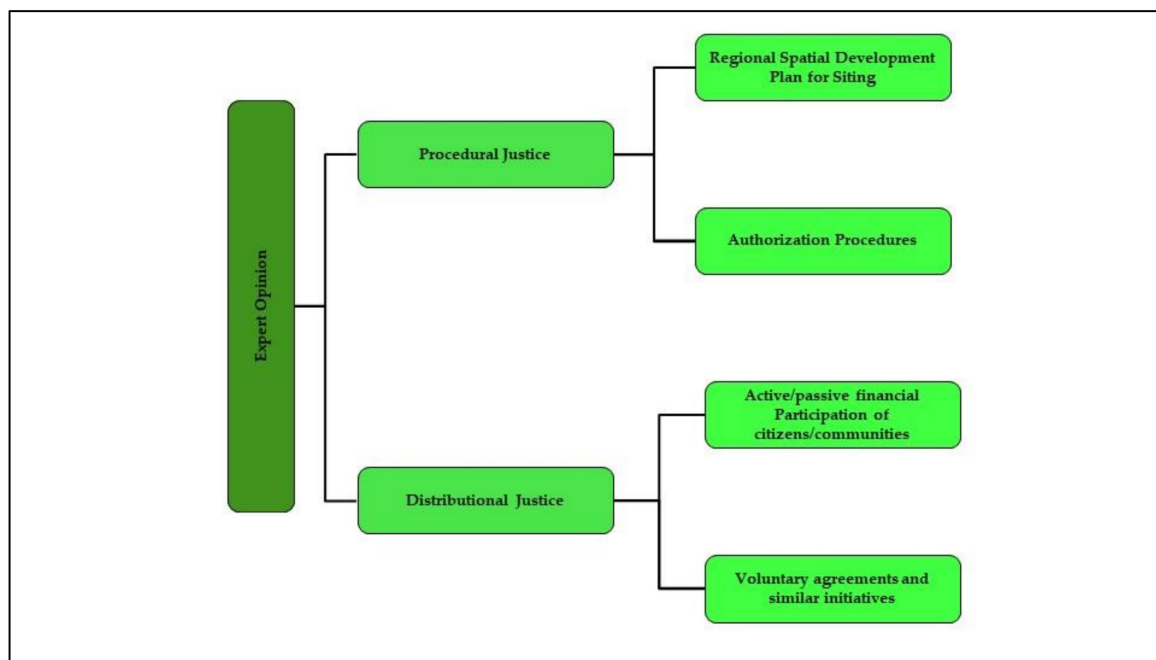 Expert Opinion
Procedural Justice
Regional Spatial Development
Plan for Siting
Authorization Procedures
Distributional Justice
Active/passive financial
Participation of
citizens/communities
Voluntary agreements and
similar initiatives